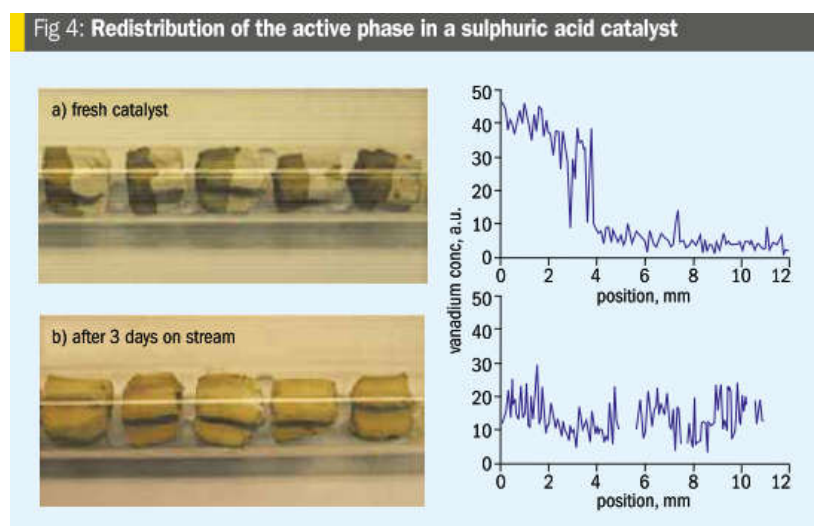 Fig 4: Redistribution of the active phase in a sulphuric acid catalyst
a) fresh catalyst
50
40
30
20
10
0
0 2 4 6 8 10 12
position, mm
vanadium conc, a.u.
b) after 3 days on stream
50
40
30
20
10
0
0 2 4 6 8 10 12
position, mm